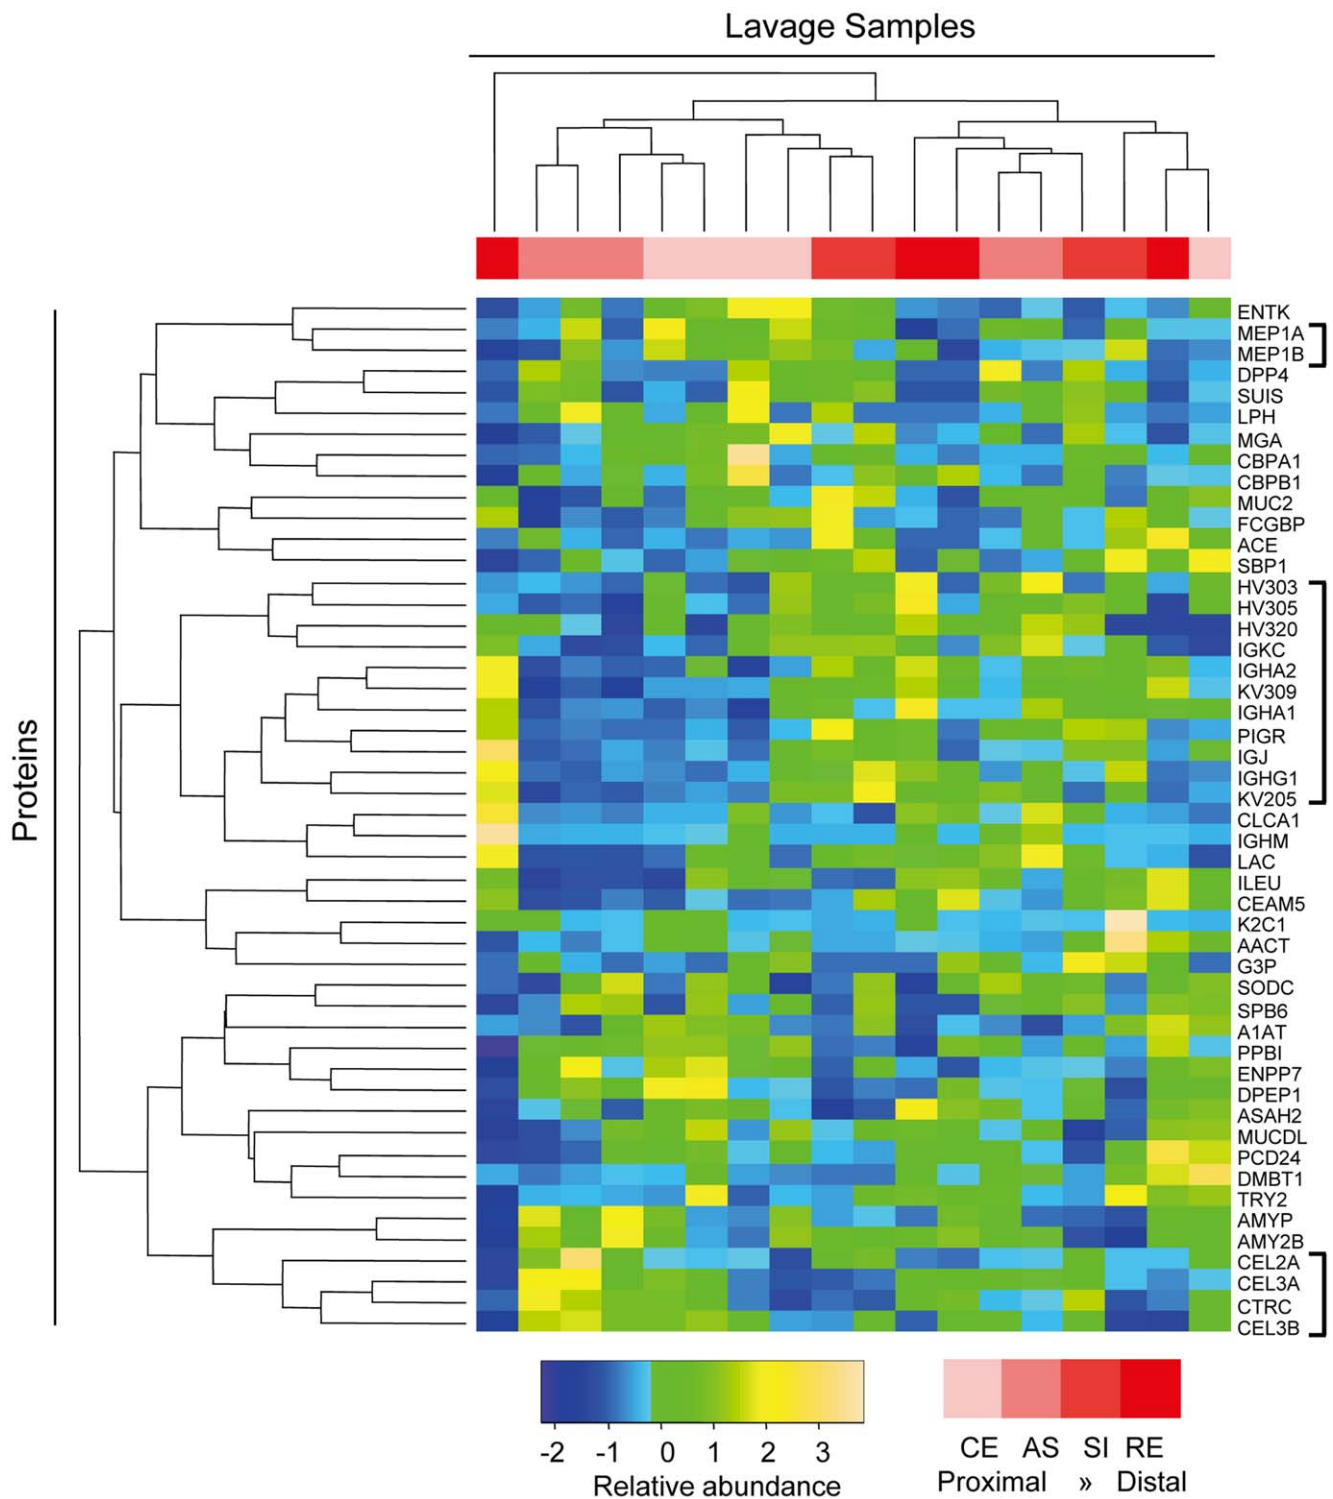 Lavage Samples
Proteins
ENTK
MEP1A
MEP1B
DPP4
SUIS
LPH
MGA
CBPA1
CBPB1
MUC2
FCGBP
ACE
SBP1
HV303
HV305
HV320
IGKC
IGHA2
KV309
IGHA1
PIGR
IGJ
IGHG1
KV205
CLCA1
IGHM
LAC
ILEU
CEAM5
K2C1
AACT
G3P
SODC
SPB6
A1AT
PPBI
ENPP7
DPEP1
ASAH2
MUCDL
PCD24
DMBT1
TRY2
AMYP
AMY2B
CEL2A
CEL3A
CTRC
CEL3B
-2 -1 0 1 2 3
Relative abundance
CE AS SI RE
Proximal » Distal